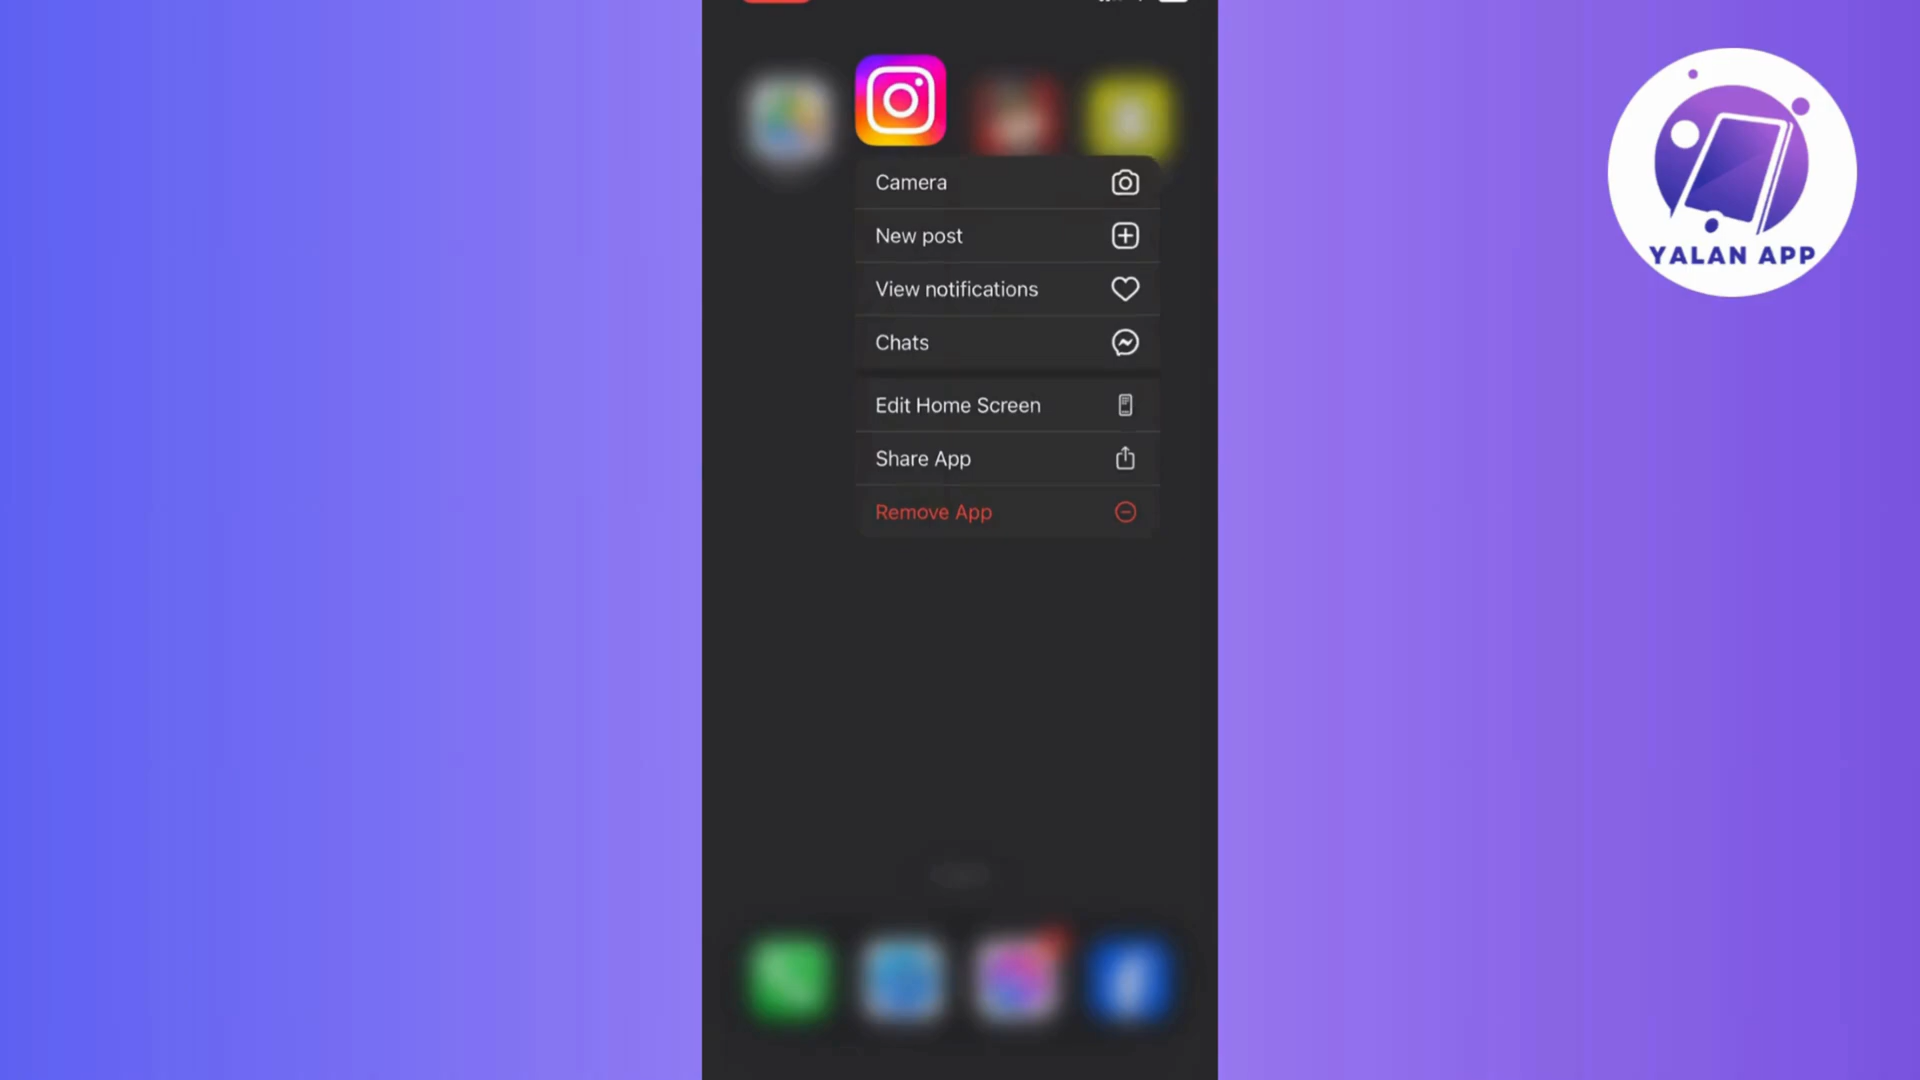 Camera
New post
View notifications
Chats
Edit Home Screen
Share App
Remove App
YALAN APP